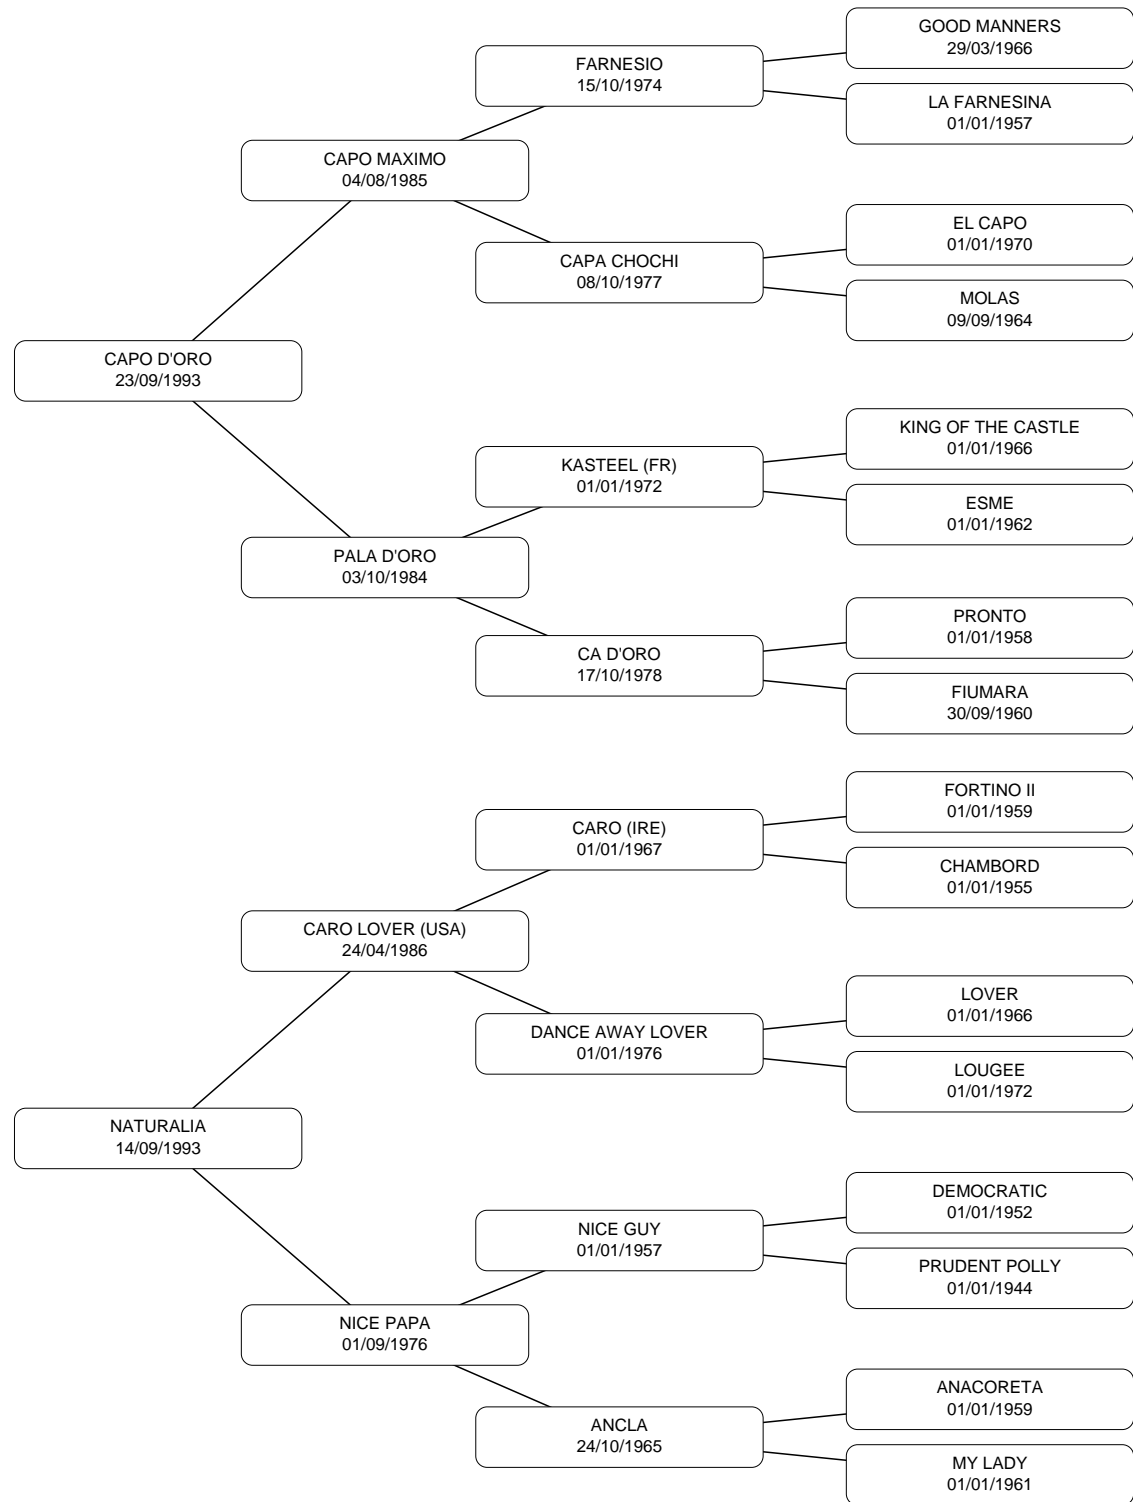 GOOD MANNERS
29/03/1966
FARNESIO
15/10/1974
LA FARNESINA
01/01/1957
CAPO MAXIMO
04/08/1985
EL CAPO
01/01/1970
CAPA CHOCHI
08/10/1977
MOLAS
09/09/1964
CAPO D'ORO
23/09/1993
KING OF THE CASTLE
01/01/1966
KASTEEL (FR)
01/01/1972
ESME
01/01/1962
PALA D'ORO
03/10/1984
PRONTO
01/01/1958
CA D'ORO
17/10/1978
FIUMARA
30/09/1960
FORTINO II
01/01/1959
CARO (IRE)
01/01/1967
CHAMBORD
01/01/1955
CARO LOVER (USA)
24/04/1986
LOVER
01/01/1966
DANCE AWAY LOVER
01/01/1976
LOUGEE
01/01/1972
NATURALIA
14/09/1993
DEMOCRATIC
01/01/1952
NICE GUY
01/01/1957
PRUDENT POLLY
01/01/1944
NICE PAPA
01/09/1976
ANACORETA
01/01/1959
ANCLA
24/10/1965
MY LADY
01/01/1961